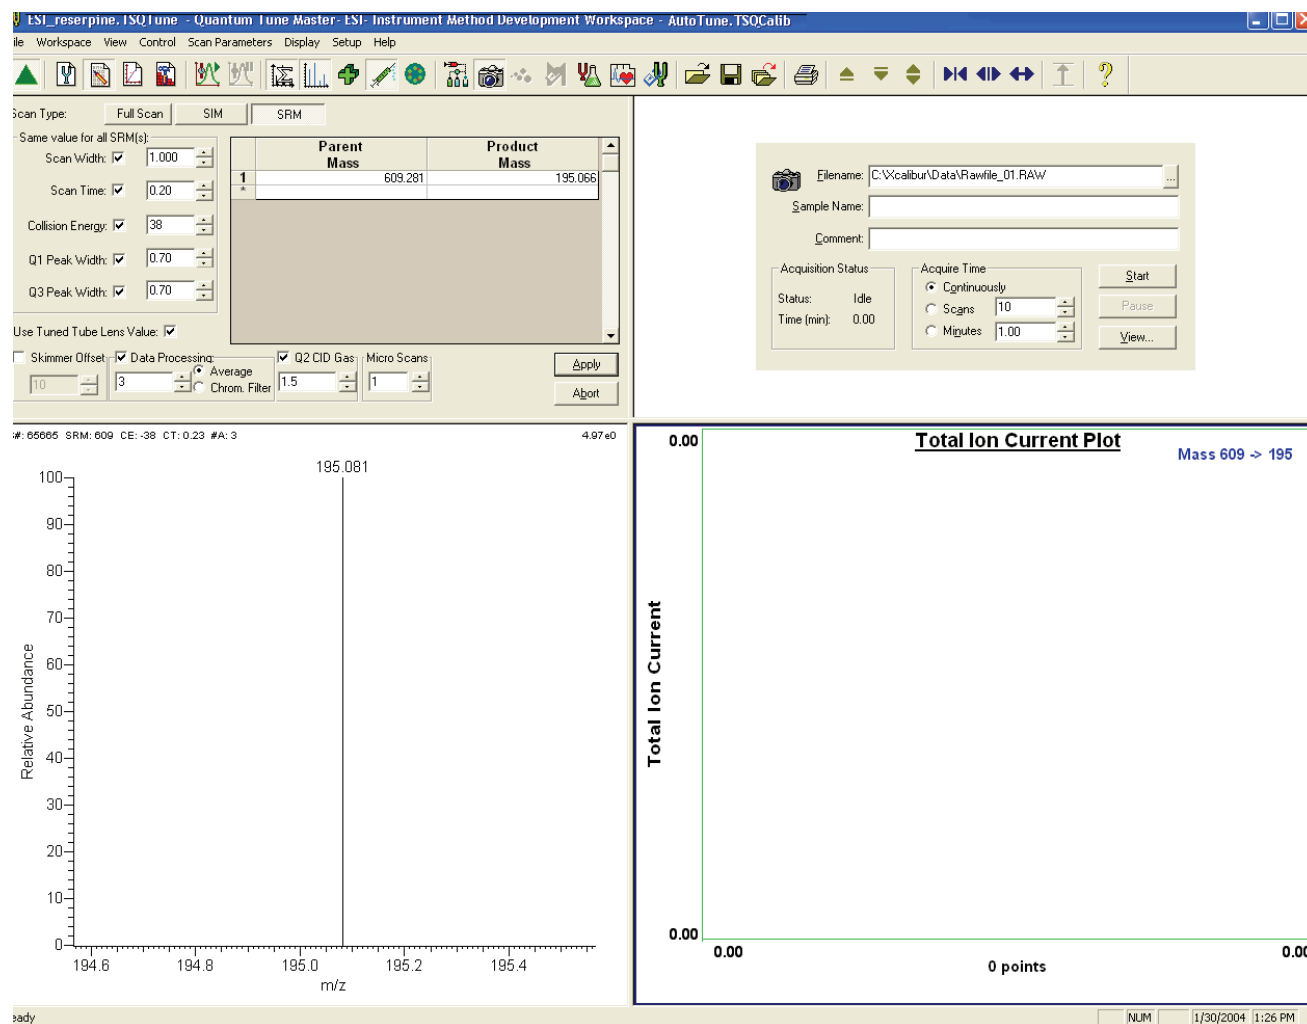 ESI_reserpine.TSQTune - Quantum Tune Master- ESI- Instrument Method Development Workspace - AutoTune.TSQCalib
ile Workspace View Control Scan Parameters Display Setup Help
Scan Type: Full Scan SIM SRM
Same value for all SRM(s):
Scan Width: 1.000
Scan Time: 0.20
Collision Energy: 38
Q1 Peak Width: 0.70
Q3 Peak Width: 0.70
Use Tuned Tube Lens Value:
Parent Mass Product Mass
1 609.281 195.066
*
Skimmer Offset Data Processing: Q2 CID Gas Micro Scans
10 3 Average Chrom. Filter 1.5 1
Apply
Abort
Filename: C:\Xcalibur\Data\Rawfile_01.RAW ...
Sample Name:
Comment:
Acquisition Status
Status: Idle
Time (min): 0.00
Acquire Time
Continuously
Scans 10
Minutes 1.00
Start
Pause
View...
S#: 65665 SRM: 609 CE: -38 CT: 0.23 #A: 3 4.97e0
195.081
100
90
80
70
60
50
40
30
20
10
0
Relative Abundance
194.6 194.8 195.0 195.2 195.4
m/z
0.00 Total Ion Current Plot
Mass 609 -> 195
Total Ion Current
0.00
0.00 0.00
0 points
eady NUM 1/30/2004 1:26 PM